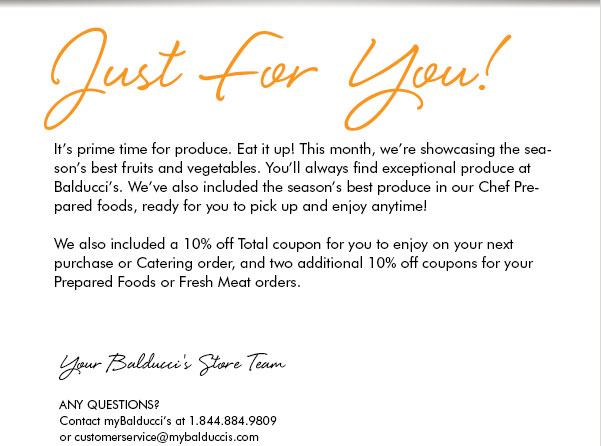 Just For You!
It's prime time for produce. Eat it up! This month, we're showcasing the sea-
son's best fruits and vegetables. You'll always find exceptional produce at
Balducci's. We've also included the season's best produce in our Chef Pre-
pared foods, ready for you to pick up and enjoy anytime!
We also included a 10% off Total coupon for you to enjoy on your next
purchase or Catering order, and two additional 10% off coupons for your
Prepared Foods or Fresh Meat orders.
Your Balducci's Store Team
ANY QUESTIONS?
Contact myBalducci's at 1.844.884.9809
or customerservice@mybalduccis.com